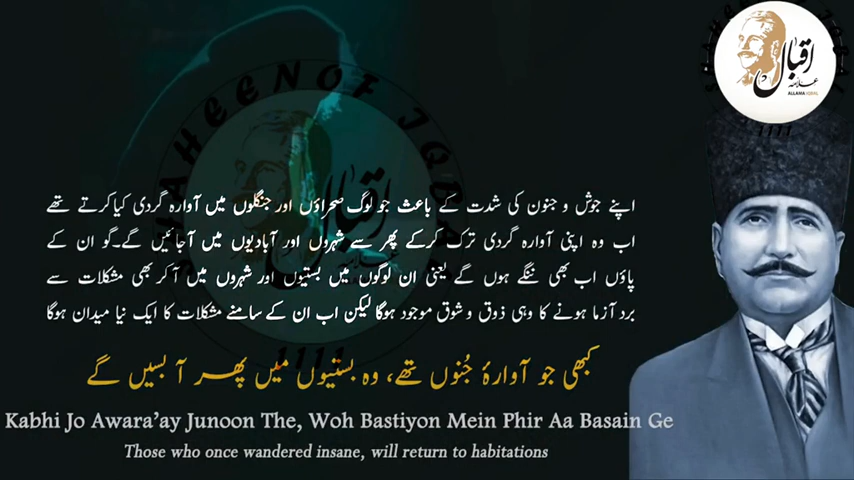 اقبال
علامہ
ALLAMA IQBAL
SHAHEEN OF IQBAL
1111
اپنے جوش و جنون کی شدت کے باعث جو لوگ صحراؤں اور جنگلوں میں آوارہ گردی کیا کرتے تھے
اب وہ اپنی آوارہ گردی ترک کرکے پھر سے شہروں اور آبادیوں میں آجائیں گے۔گو ان کے
پاؤں اب بھی ننگے ہوں گے یعنی ان لوگوں میں بستیوں اور شہروں میں آکر بھی مشکلات سے
برد آزما ہونے کا وہی ذوق و شوق موجود ہوگا لیکن اب ان کے سامنے مشکلات کا ایک نیا میدان ہوگا
کبھی جو آوارۂ جُنوں تھے، وہ بستیوں میں پھر آ بسیں گے
Kabhi Jo Awara’ay Junoon The, Woh Bastiyon Mein Phir Aa Basain Ge
Those who once wandered insane, will return to habitations